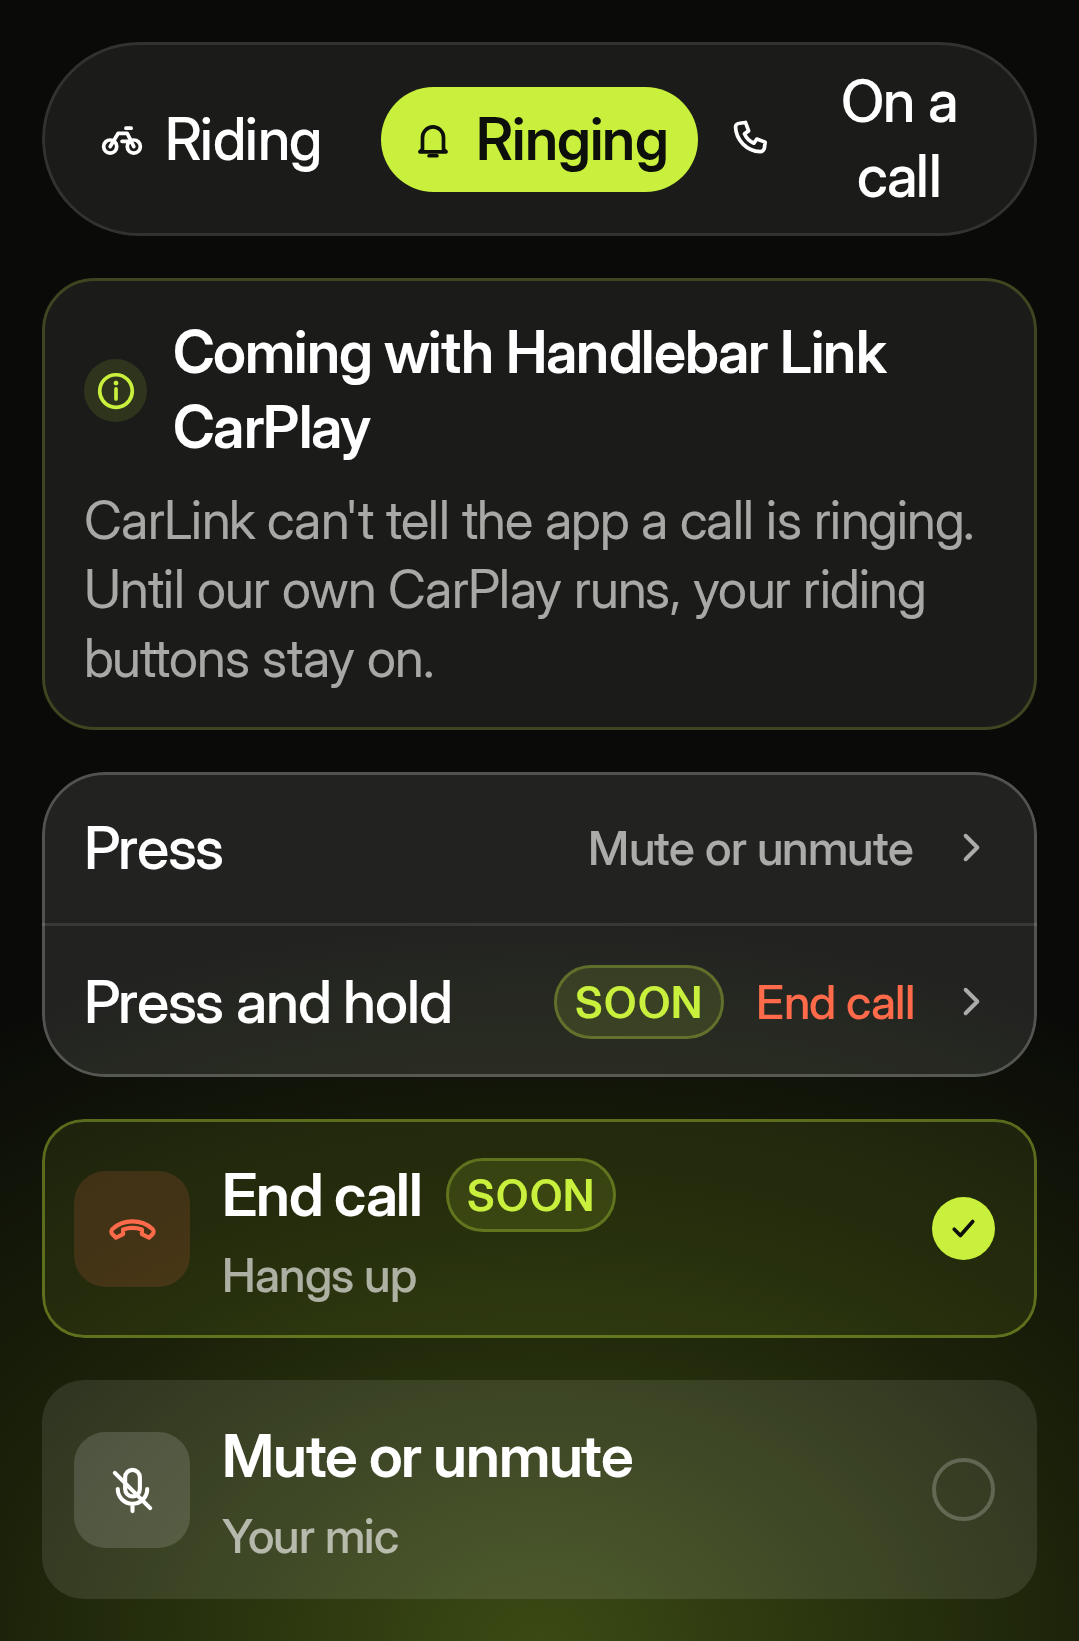 Riding
Ringing
On a
call
Coming with Handlebar Link
CarPlay
CarLink can't tell the app a call is ringing.
Until our own CarPlay runs, your riding
buttons stay on.
Press
Mute or unmute
Press and hold
SOON
End call
End call
SOON
Hangs up
Mute or unmute
Your mic